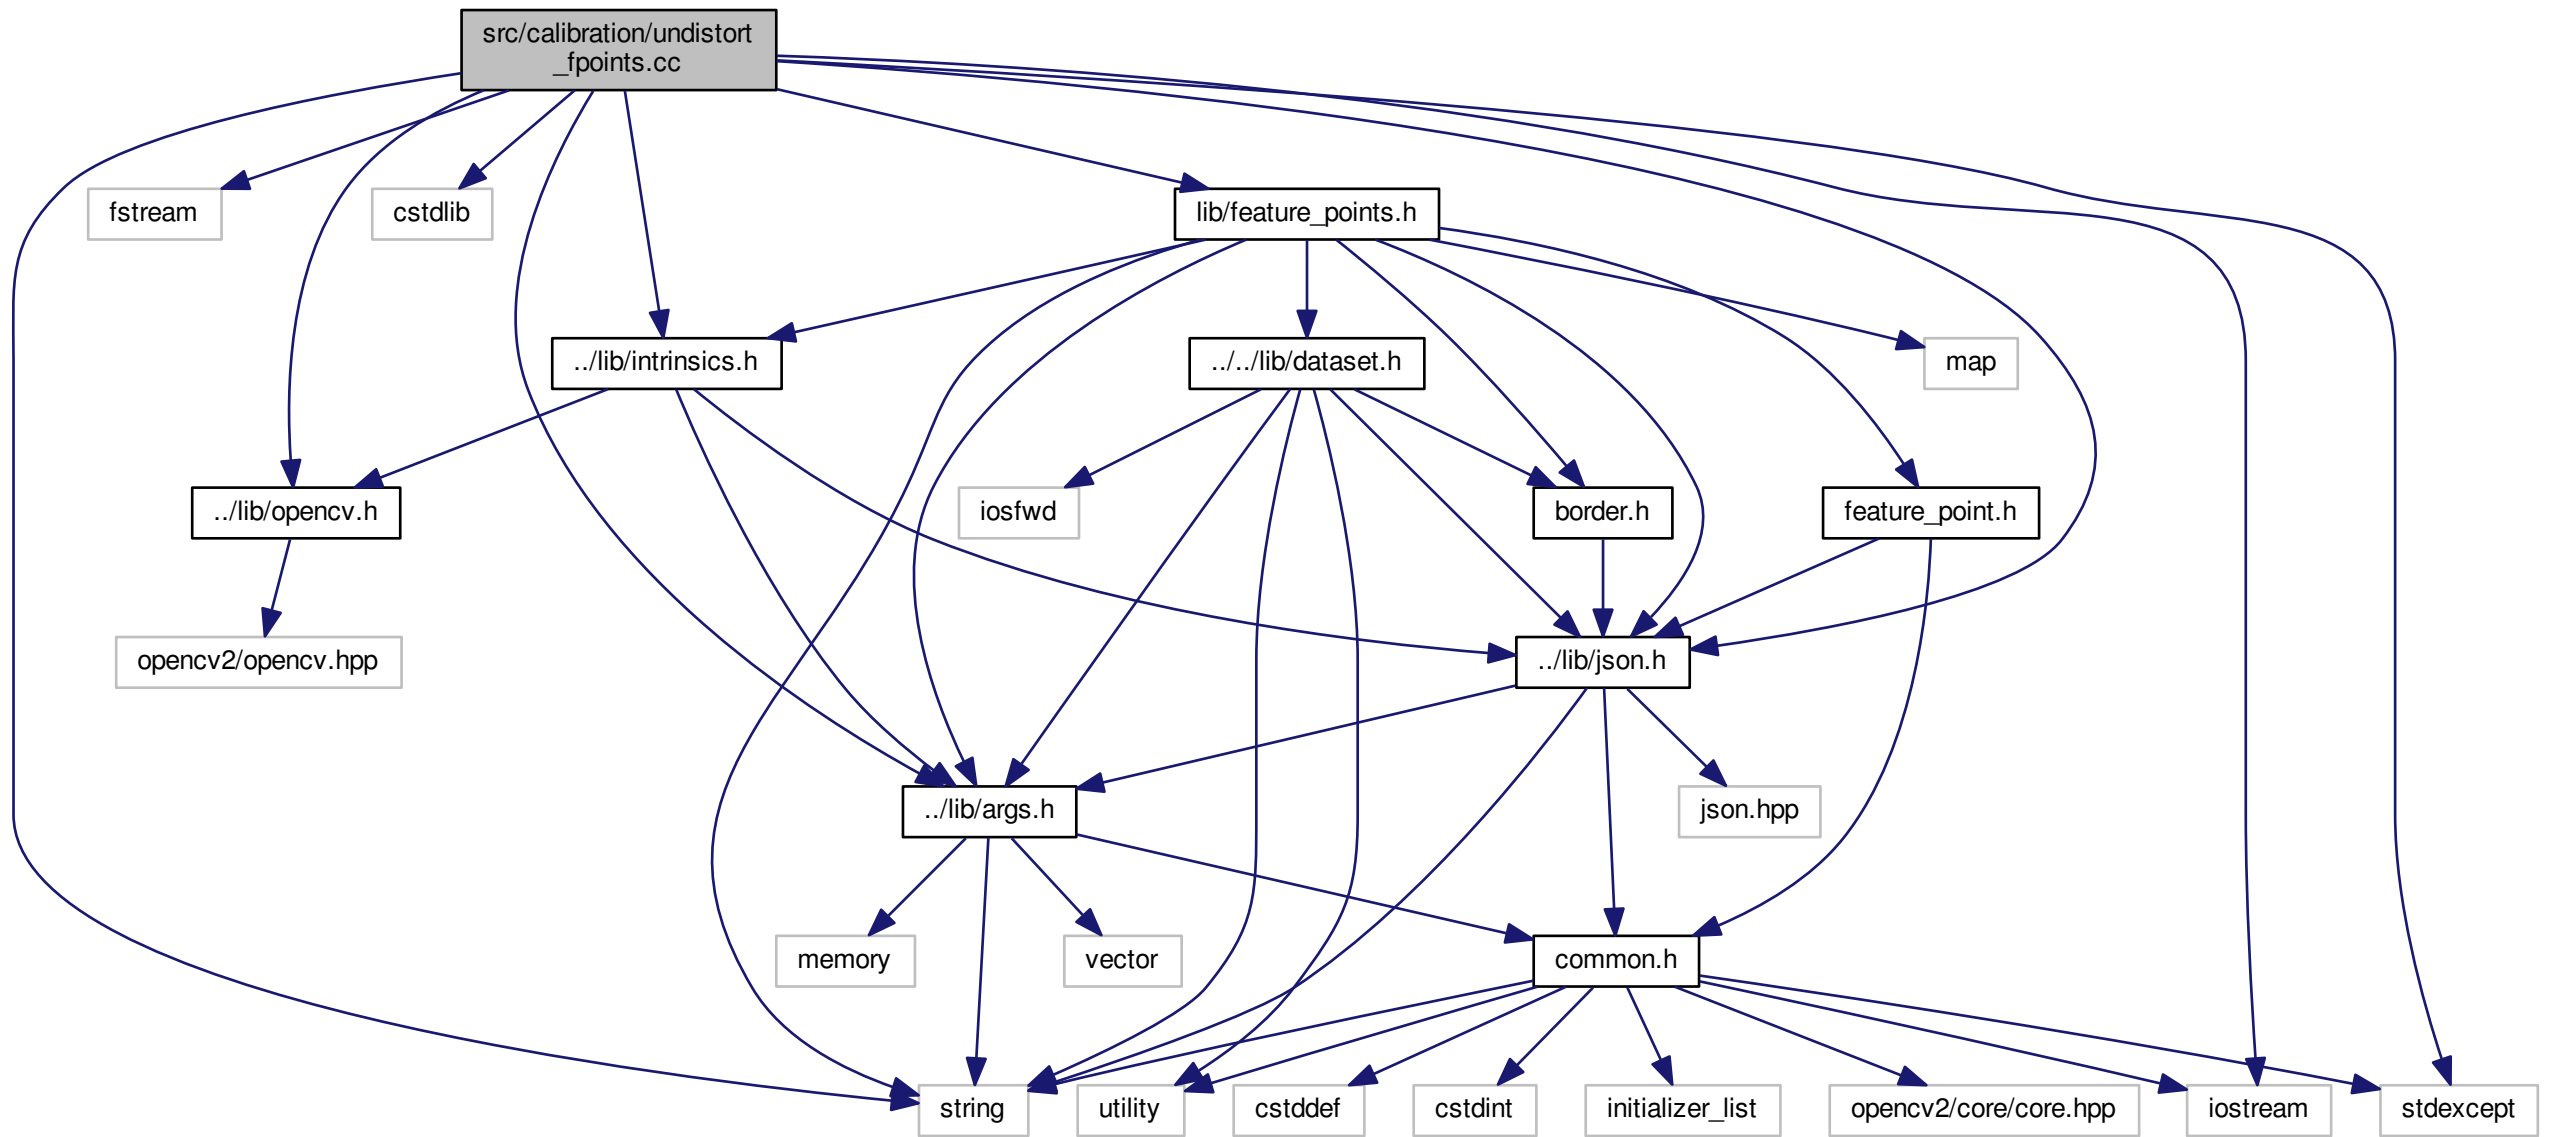 src/calibration/undistort
_fpoints.cc
fstream
cstdlib
lib/feature_points.h
../lib/intrinsics.h
../../lib/dataset.h
map
../lib/opencv.h
iosfwd
border.h
feature_point.h
opencv2/opencv.hpp
../lib/json.h
../lib/args.h
json.hpp
memory
vector
common.h
string
utility
cstddef
cstdint
initializer_list
opencv2/core/core.hpp
iostream
stdexcept